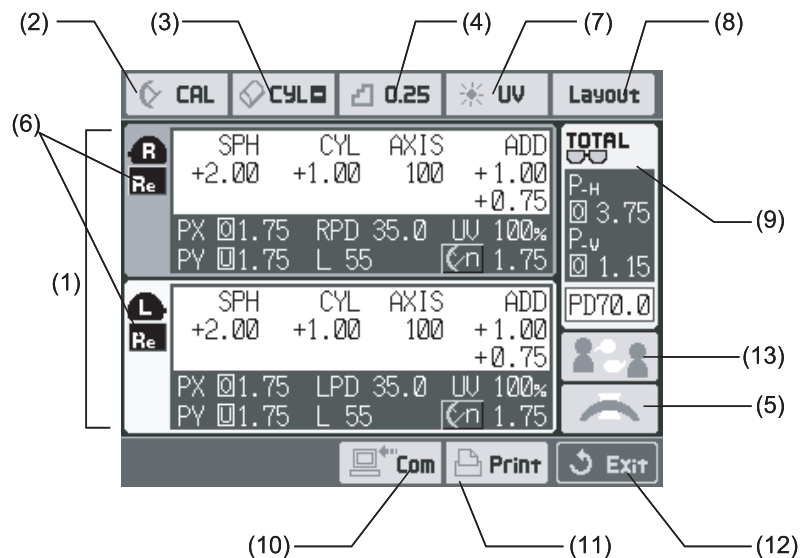 (2) (3) (4) (7) (8)
CAL CYL 0.25 UV Layout
(6)
R SPH CYL AXIS ADD
Re +2.00 +1.00 100 +1.00
+0.75
PX O 1.75 RPD 35.0 UV 100%
PY U 1.75 L 55 n 1.75
TOTAL
P-H
O 3.75
P-V
O 1.15
PD70.0
(9)
(1)
L SPH CYL AXIS ADD
Re +2.00 +1.00 100 +1.00
+0.75
PX O 1.75 LPD 35.0 UV 100%
PY U 1.75 L 55 n 1.75
(13)
(5)
Com Print Exit
(10) (11) (12)